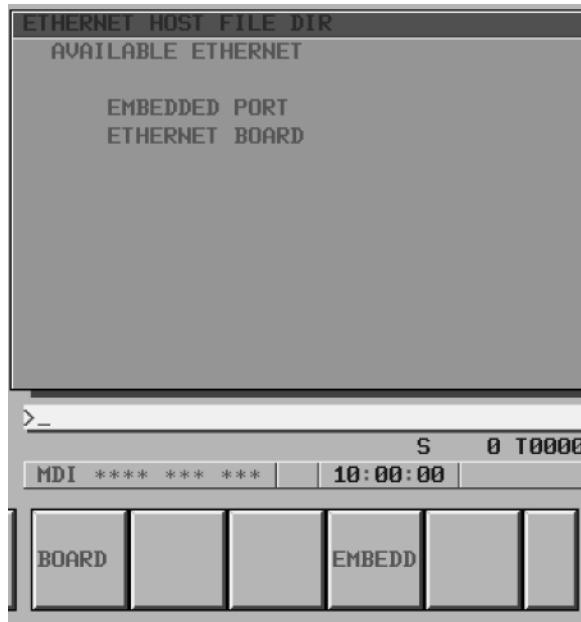 ETHERNET HOST FILE DIR
AVAILABLE ETHERNET
EMBEDDED PORT
ETHERNET BOARD
>_
S 0 T0000
MDI **** *** *** 10:00:00
BOARD EMBEDD